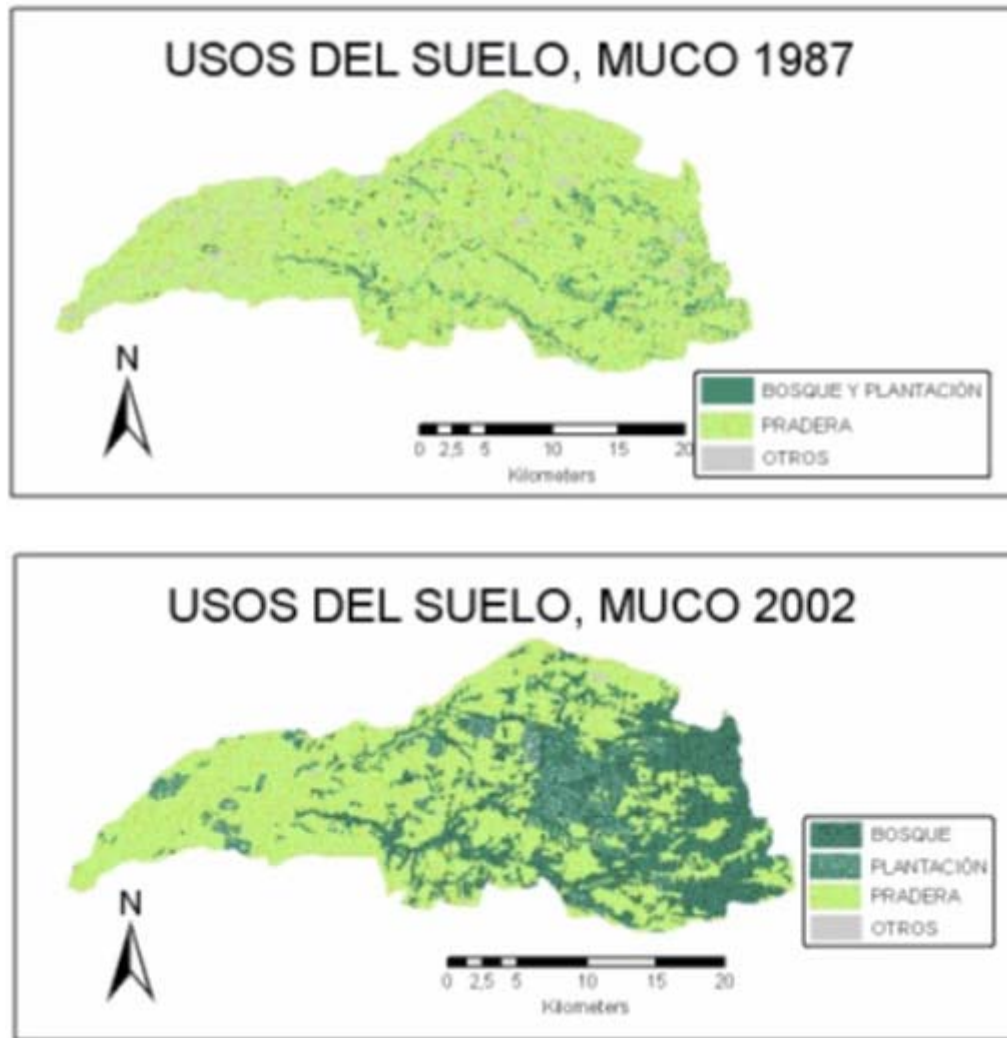 USOS DEL SUELO, MUCO 1987
N
BOSQUE Y PLANTACIÓN
PRADERA
OTROS
0 2,5 5 10 15 20
Kilometers
USOS DEL SUELO, MUCO 2002
N
BOSQUE
PLANTACIÓN
PRADERA
OTROS
0 2,5 5 10 15 20
Kilometers